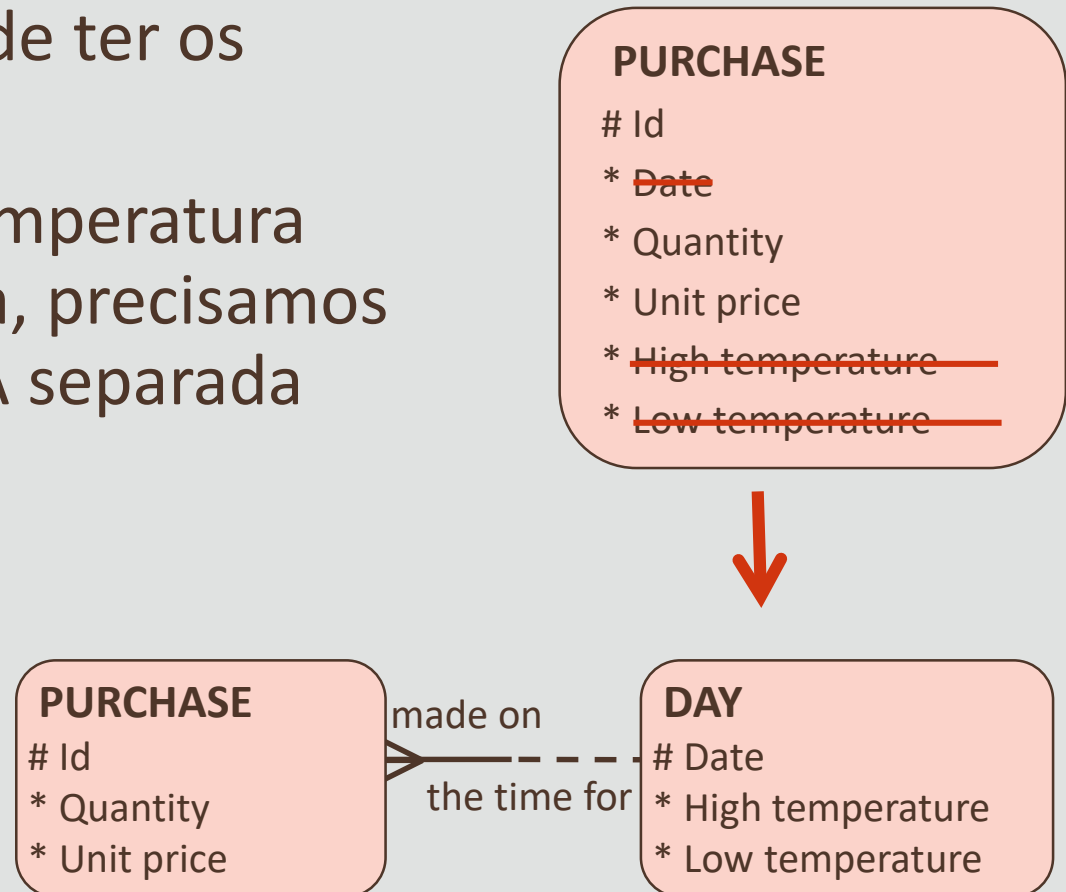 de ter os
mperatura
, precisamos
separada
PURCHASE
# Id
* Date
* Quantity
* Unit price
* High temperature
* Low temperature
PURCHASE
# Id
* Quantity
* Unit price
made on
the time for
DAY
# Date
* High temperature
* Low temperature